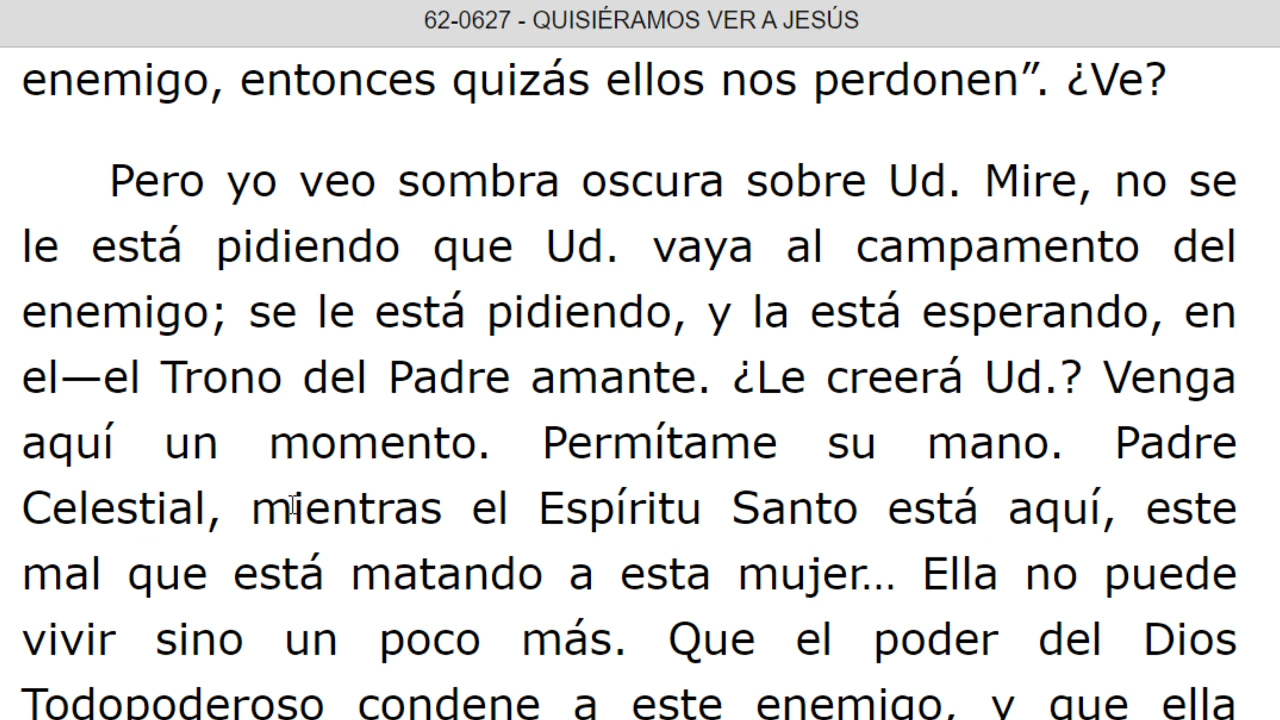 62-0627 - QUISIÉRAMOS VER A JESÚS
enemigo, entonces quizás ellos nos perdonen”. ¿Ve?
Pero yo veo sombra oscura sobre Ud. Mire, no se
le está pidiendo que Ud. vaya al campamento del
enemigo; se le está pidiendo, y la está esperando, en
el—el Trono del Padre amante. ¿Le creerá Ud.? Venga
aquí un momento. Permítame su mano. Padre
Celestial, mientras el Espíritu Santo está aquí, este
mal que está matando a esta mujer… Ella no puede
vivir sino un poco más. Que el poder del Dios
Todopoderoso condene a este enemigo, y que ella